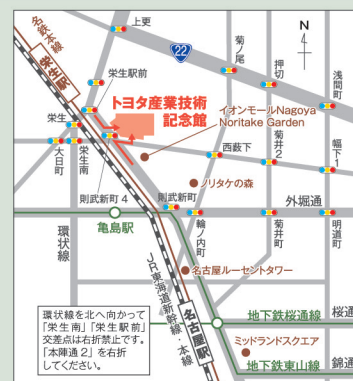 名鉄本線
栄生駅
上更
22
菊ノ尾
押切
浅間町
N
栄生駅前
トヨタ産業技術
記念館
イオンモールNagoya
Noritake Garden
栄生
大日町
栄生南
西薮下
菊井2
幅下1
ノリタケの森
則武新町4
則武新町
外堀通
亀島駅
輪ノ内町
菊井町
明道町
環状線
名古屋ルーセントタワー
JR東海道新幹線・本線
名古屋駅
環状線を北へ向かって
「栄生南」「栄生駅前」
交差点は右折禁止です。
「本陣通2」を右折
してください。
桜通
地下鉄桜通線
ミッドランドスクエア
地下鉄東山線
錦通